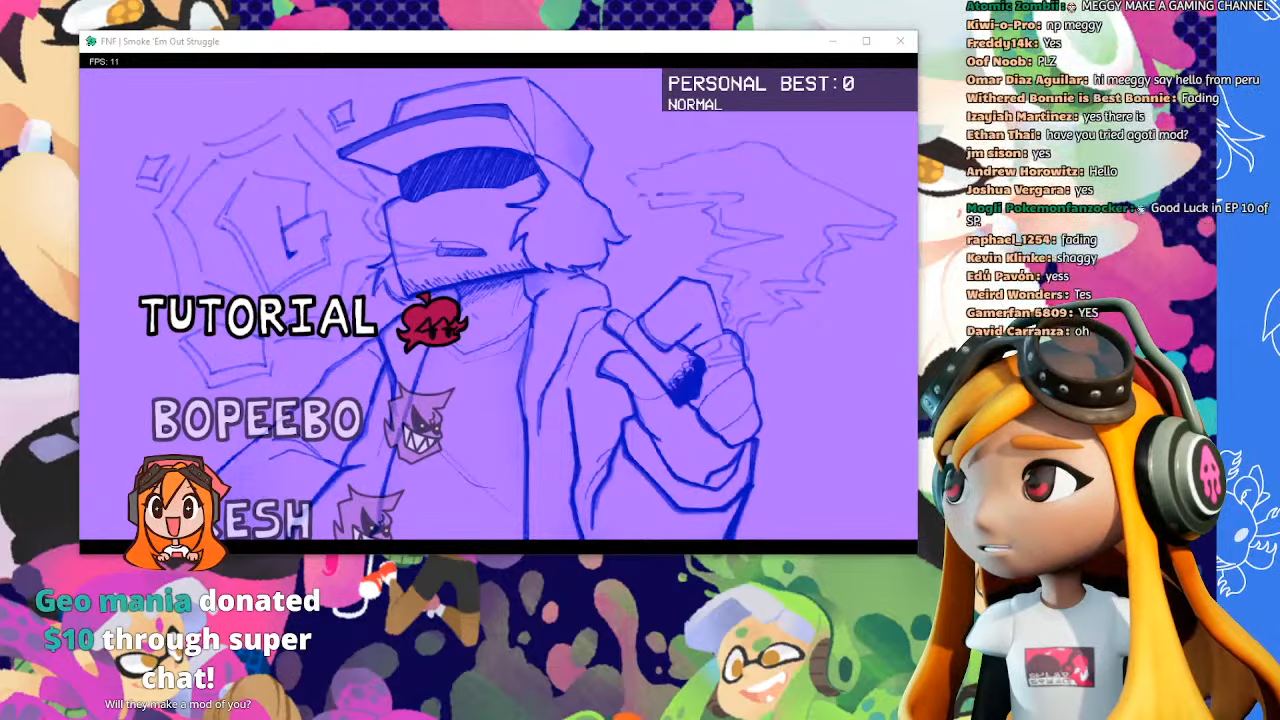 FNF | Smoke 'Em Out Struggle
FPS: 11
PERSONAL BEST:0
NORMAL
TUTORIAL
BOPEEBO
RESH
Geo mania donated
$10 through super
chat!
Will they make a mod of you?
Atomic Zombii: MEGGY MAKE A GAMING CHANNEL
Kiwi-o-Pro: np meggy
Freddy14k: Yes
Oof Noob: PLZ
Omar Diaz Aguilar: hi meeggy say hello from peru
Withered Bonnie is Best Bonnie: Fading
Izayiah Martinez: yes there is
Ethan Thai: have you tried agoti mod?
jm sison: yes
Andrew Horowitz: Hello
Joshua Vergara: yes
Mogli Pokemonfanzocker: Good Luck in EP 10 of
SP.
raphael_1254: fading
Kevin Klinke: shaggy
Edú Pavón: yess
Weird Wonders: Tes
Gamerfan 6809: YES
David Carranza: oh